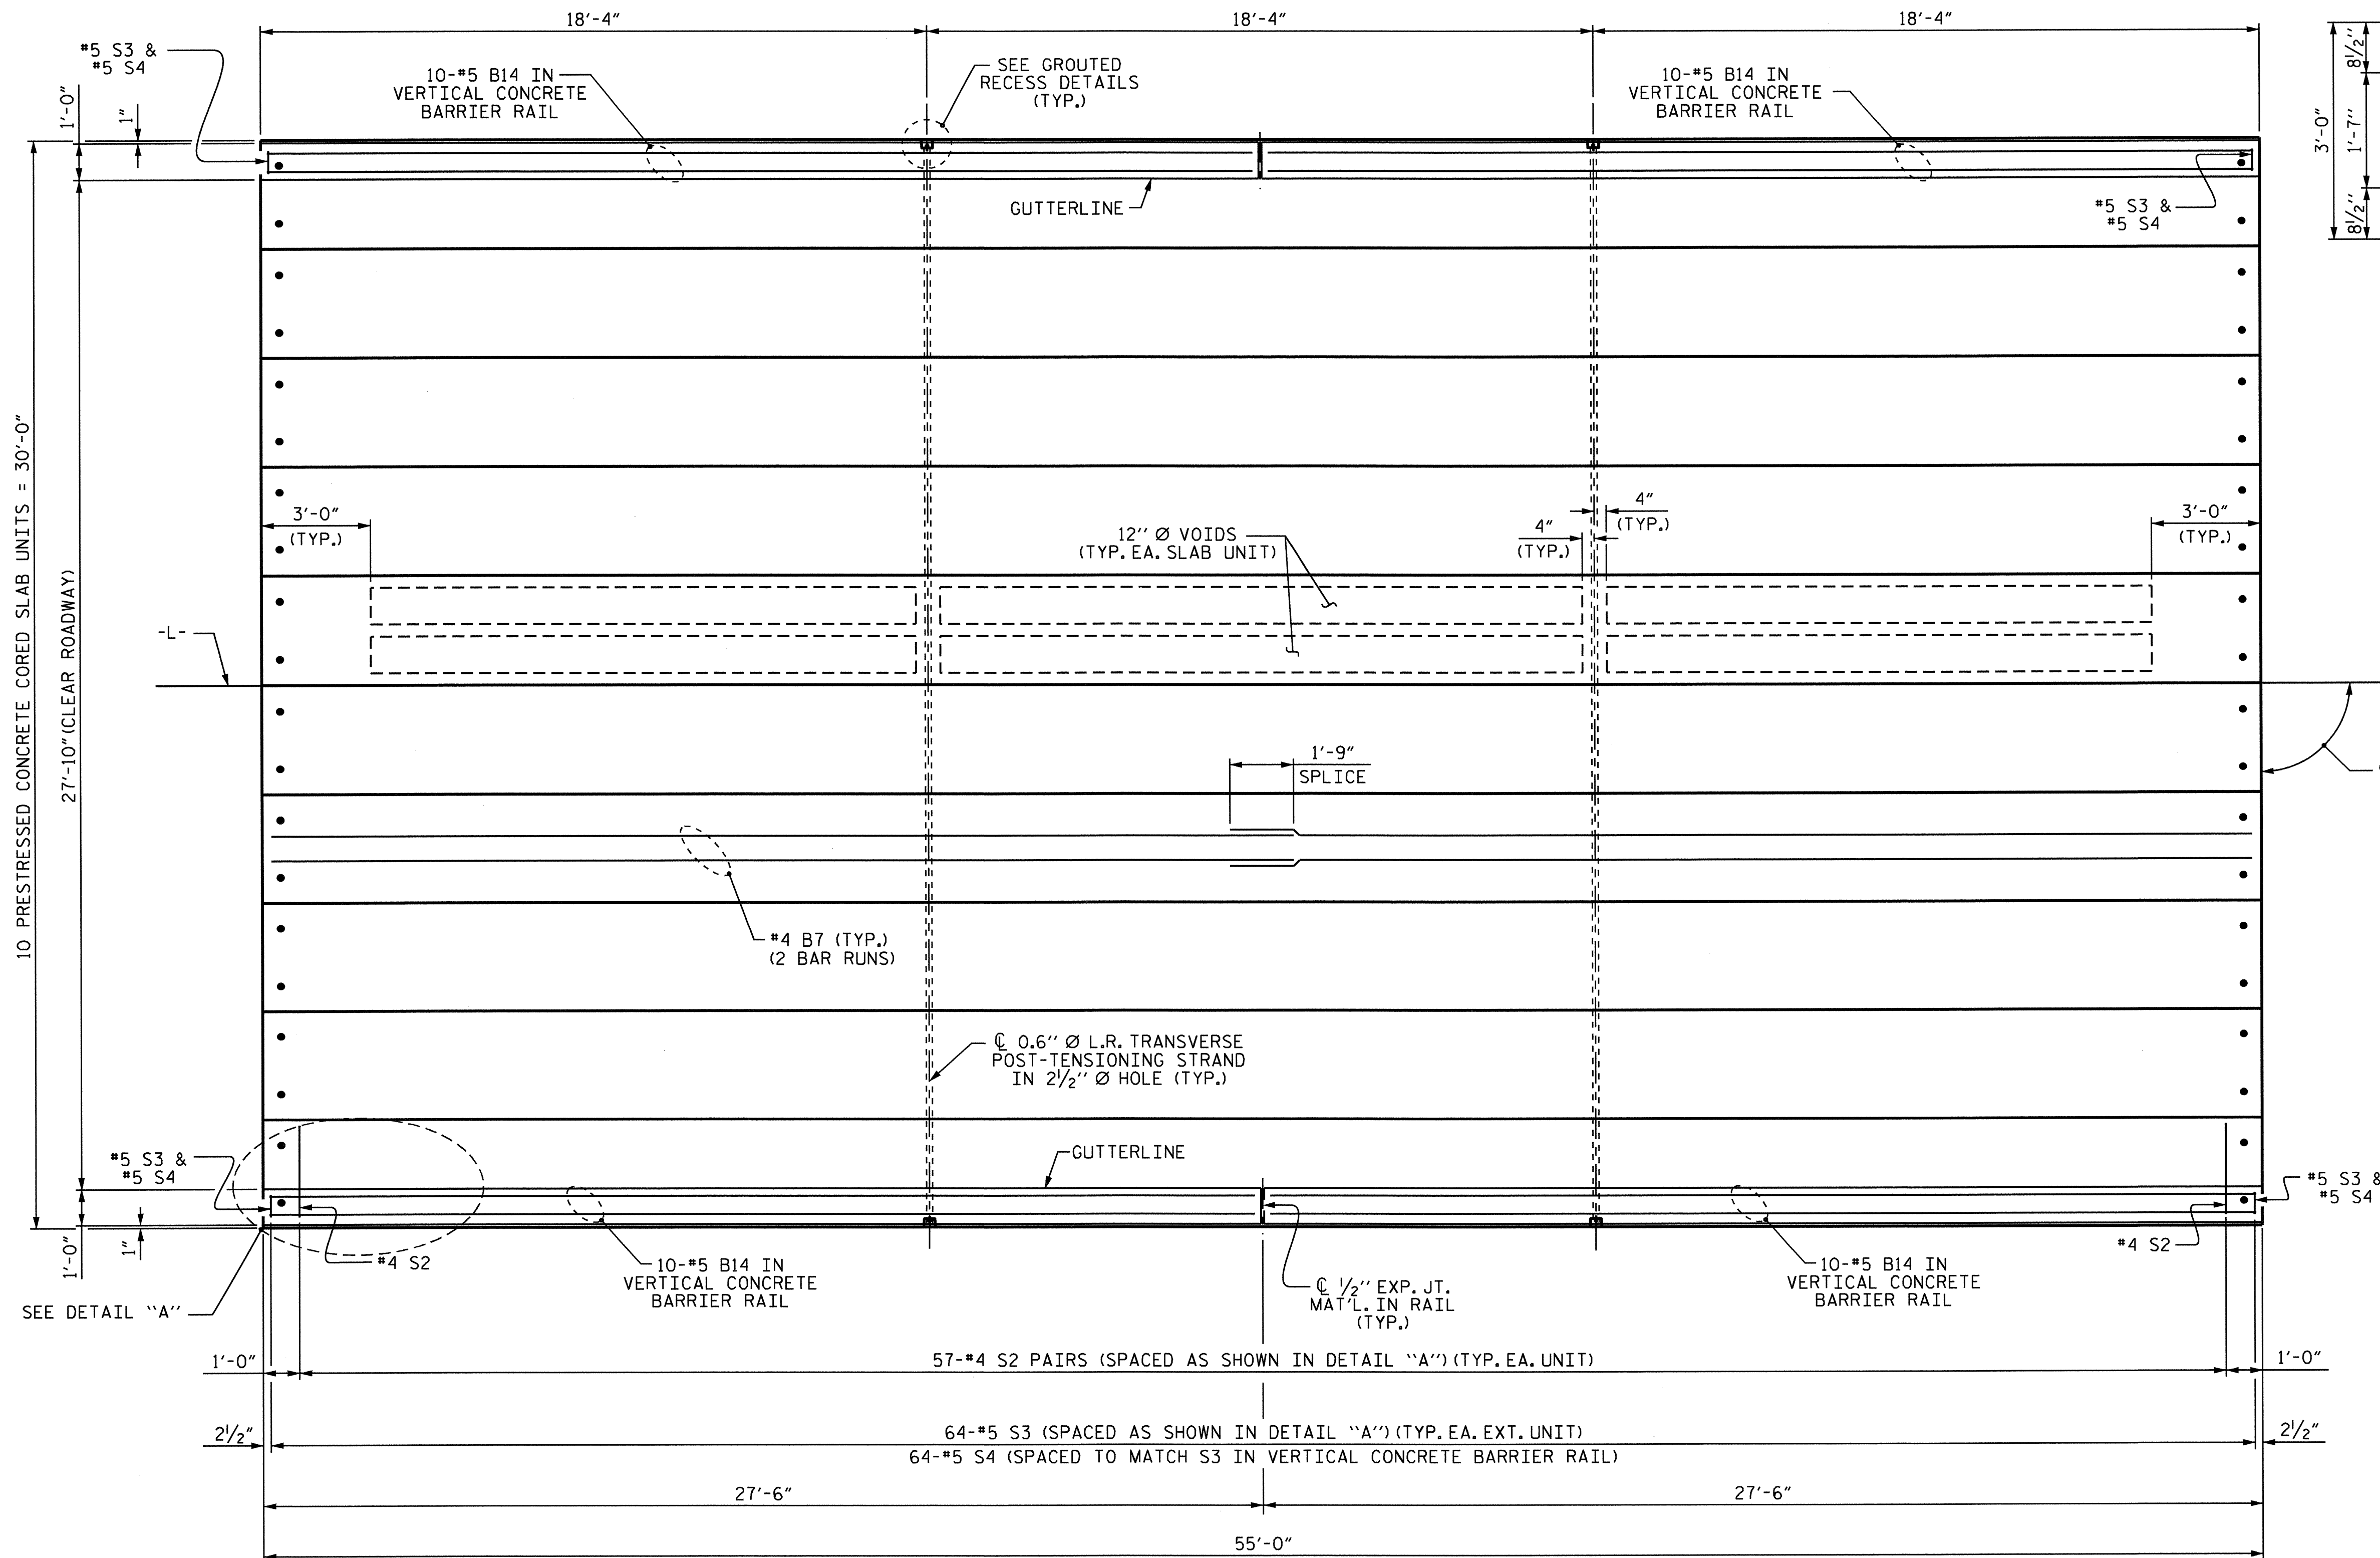 18'-4"
18'-4"
18'-4"
#5 S3 &
#5 S4
10-#5 B14 IN
VERTICAL CONCRETE
BARRIER RAIL
SEE GROUTED
RECESS DETAILS
(TYP.)
10-#5 B14 IN
VERTICAL CONCRETE
BARRIER RAIL
8½"
3'-0"
1'-7"
8½"
1'-0"
1"
GUTTERLINE
#5 S3 &
#5 S4
10 PRESTRESSED CONCRETE CORED SLAB UNITS = 30'-0"
27'-10" (CLEAR ROADWAY)
3'-0"
(TYP.)
12" Ø VOIDS
(TYP. EA. SLAB UNIT)
4"
(TYP.)
4"
(TYP.)
3'-0"
(TYP.)
-L-
1'-9"
SPLICE
#4 B7 (TYP.)
(2 BAR RUNS)
℄ 0.6" Ø L.R. TRANSVERSE
POST-TENSIONING STRAND
IN 2½" Ø HOLE (TYP.)
#5 S3 &
#5 S4
GUTTERLINE
#5 S3 &
#5 S4
1'-0"
1"
#4 S2
10-#5 B14 IN
VERTICAL CONCRETE
BARRIER RAIL
℄ ½" EXP. JT.
MAT'L. IN RAIL
(TYP.)
10-#5 B14 IN
VERTICAL CONCRETE
BARRIER RAIL
#4 S2
SEE DETAIL "A"
1'-0"
57-#4 S2 PAIRS (SPACED AS SHOWN IN DETAIL "A") (TYP. EA. UNIT)
1'-0"
2½"
64-#5 S3 (SPACED AS SHOWN IN DETAIL "A") (TYP. EA. EXT. UNIT)
2½"
64-#5 S4 (SPACED TO MATCH S3 IN VERTICAL CONCRETE BARRIER RAIL)
27'-6"
27'-6"
55'-0"